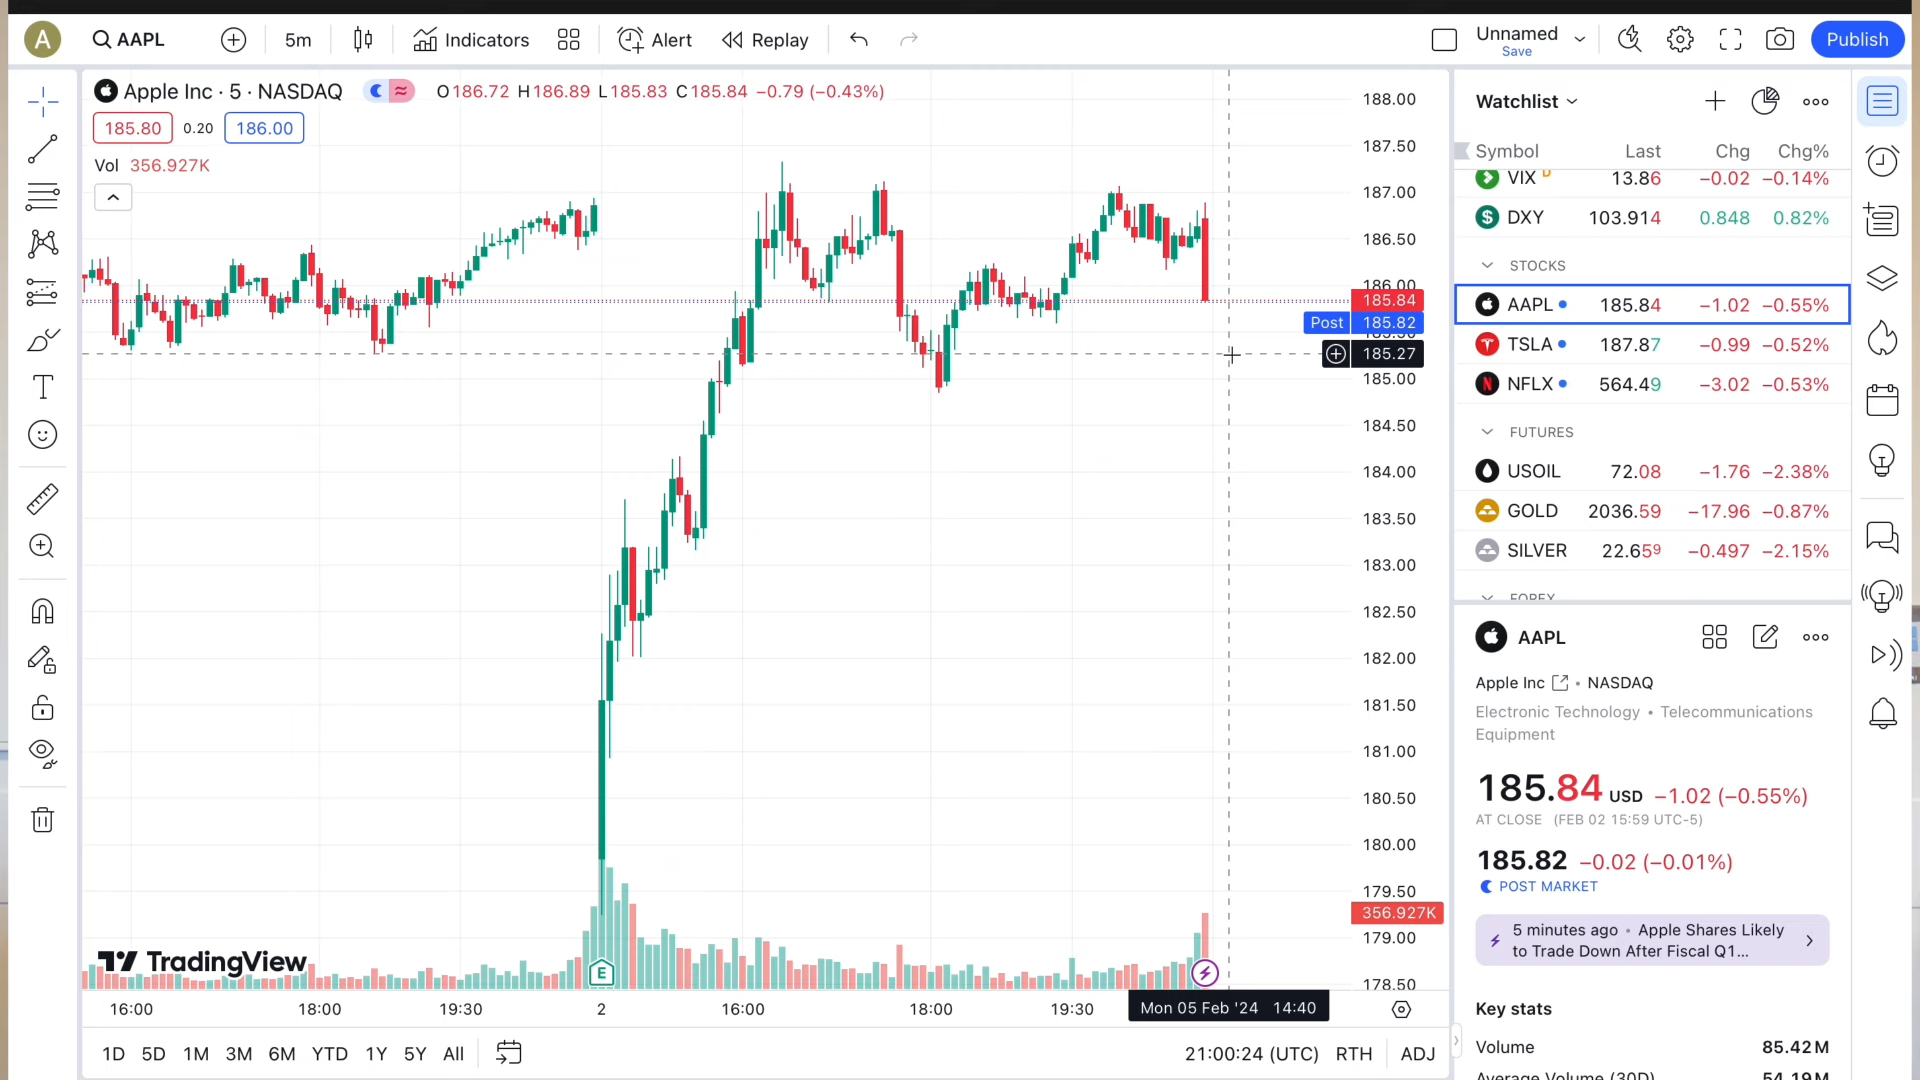 A
AAPL
5m
Indicators
Alert
Replay
Unnamed
Save
Publish
Apple Inc · 5 · NASDAQ
O186.72 H186.89 L185.83 C185.84 −0.79 (−0.43%)
185.80 0.20 186.00
Vol 356.927K
188.00
187.50
187.00
186.50
186.00
185.84
Post 185.82
185.27
185.00
184.50
184.00
183.50
183.00
182.50
182.00
181.50
181.00
180.50
180.00
179.50
356.927K
179.00
178.50
E
TradingView
16:00 18:00 19:30 2 16:00 18:00 19:30 Mon 05 Feb '24 14:40
1D 5D 1M 3M 6M YTD 1Y 5Y All
21:00:24 (UTC) RTH ADJ
Watchlist
Symbol Last Chg Chg%
VIX D 13.86 −0.02 −0.14%
DXY 103.914 0.848 0.82%
STOCKS
AAPL 185.84 −1.02 −0.55%
TSLA 187.87 −0.99 −0.52%
NFLX 564.49 −3.02 −0.53%
FUTURES
USOIL 72.08 −1.76 −2.38%
GOLD 2036.59 −17.96 −0.87%
SILVER 22.659 −0.497 −2.15%
FOREX
AAPL
Apple Inc • NASDAQ
Electronic Technology • Telecommunications
Equipment
185.84 USD −1.02 (−0.55%)
AT CLOSE (FEB 02 15:59 UTC-5)
185.82 −0.02 (−0.01%)
POST MARKET
5 minutes ago • Apple Shares Likely
to Trade Down After Fiscal Q1...
Key stats
Volume 85.42M
Average Volume (30D) 54.19M